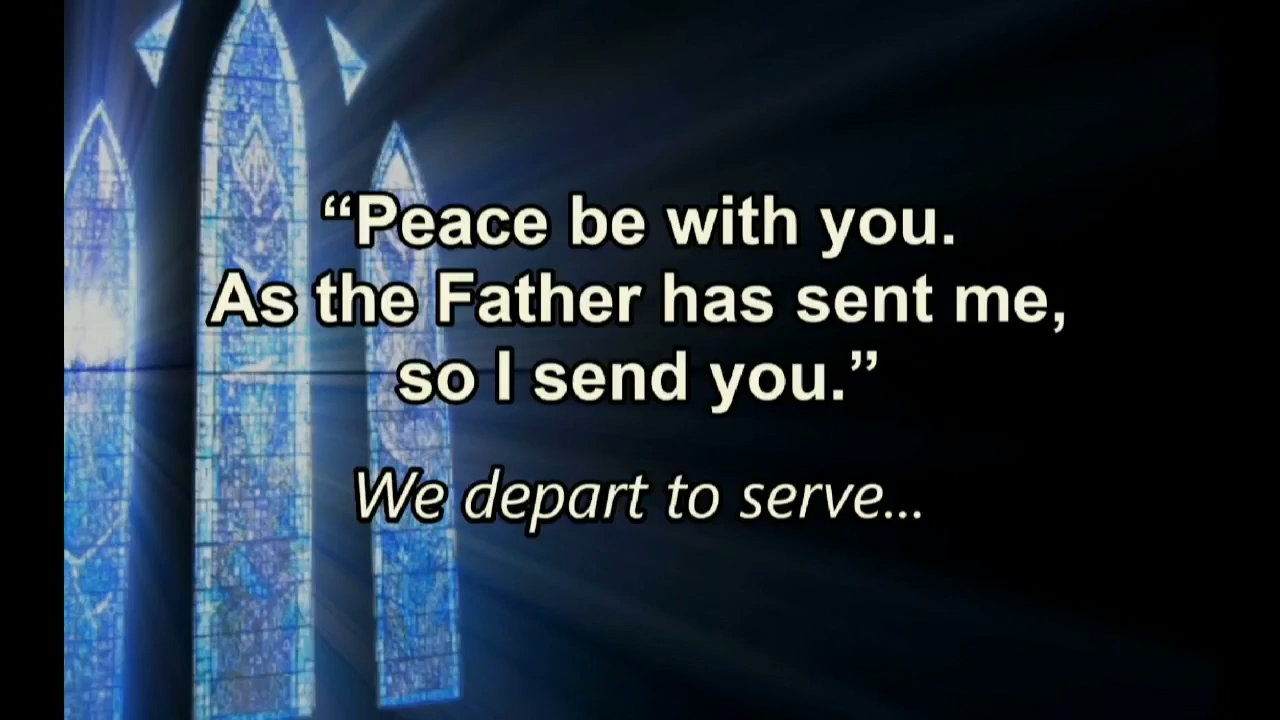 “Peace be with you.
As the Father has sent me,
so I send you.”
We depart to serve...